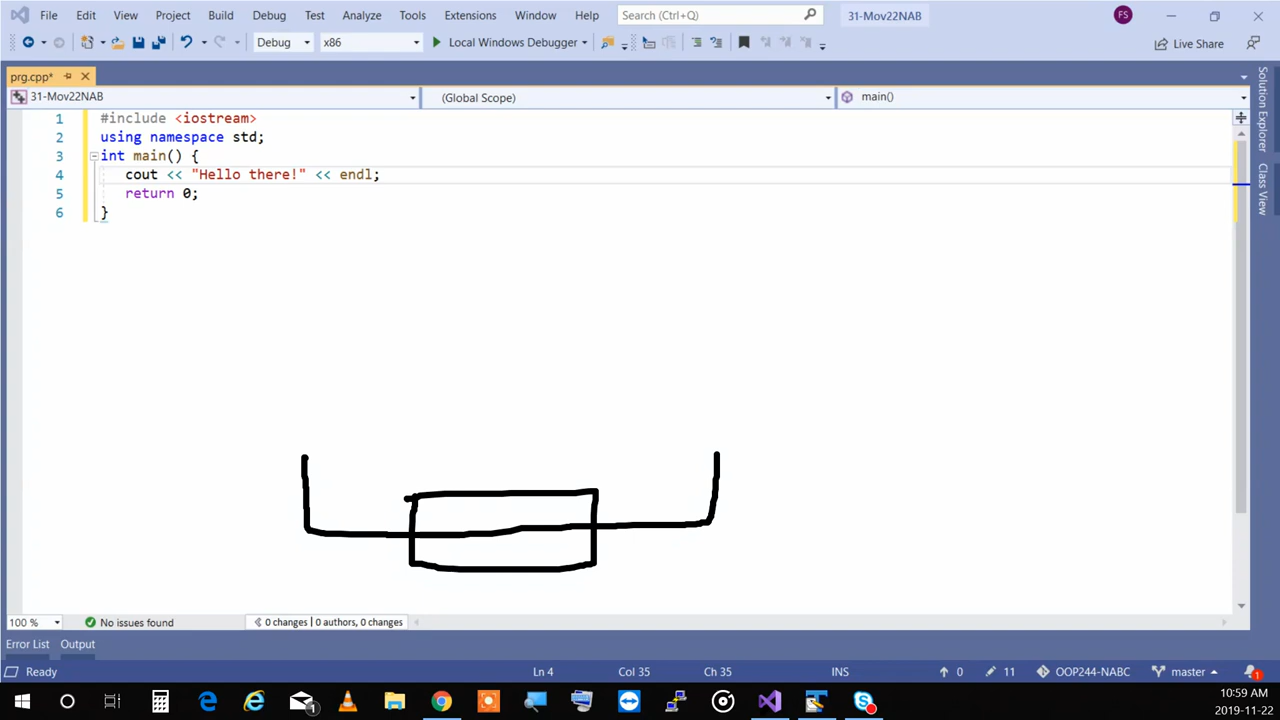 File Edit View Project Build Debug Test Analyze Tools Extensions Window Help Search (Ctrl+Q) 31-Mov22NAB FS
Debug x86 Local Windows Debugger Live Share
prg.cpp*
31-Mov22NAB (Global Scope) main()
1 #include <iostream>
2 using namespace std;
3 int main() {
4 cout << "Hello there!" << endl;
5 return 0;
6 }
Solution Explorer
Class View
100 % No issues found 0 changes | 0 authors, 0 changes
Error List Output
Ready Ln 4 Col 35 Ch 35 INS 0 11 OOP244-NABC master 1
1
10:59 AM
2019-11-22